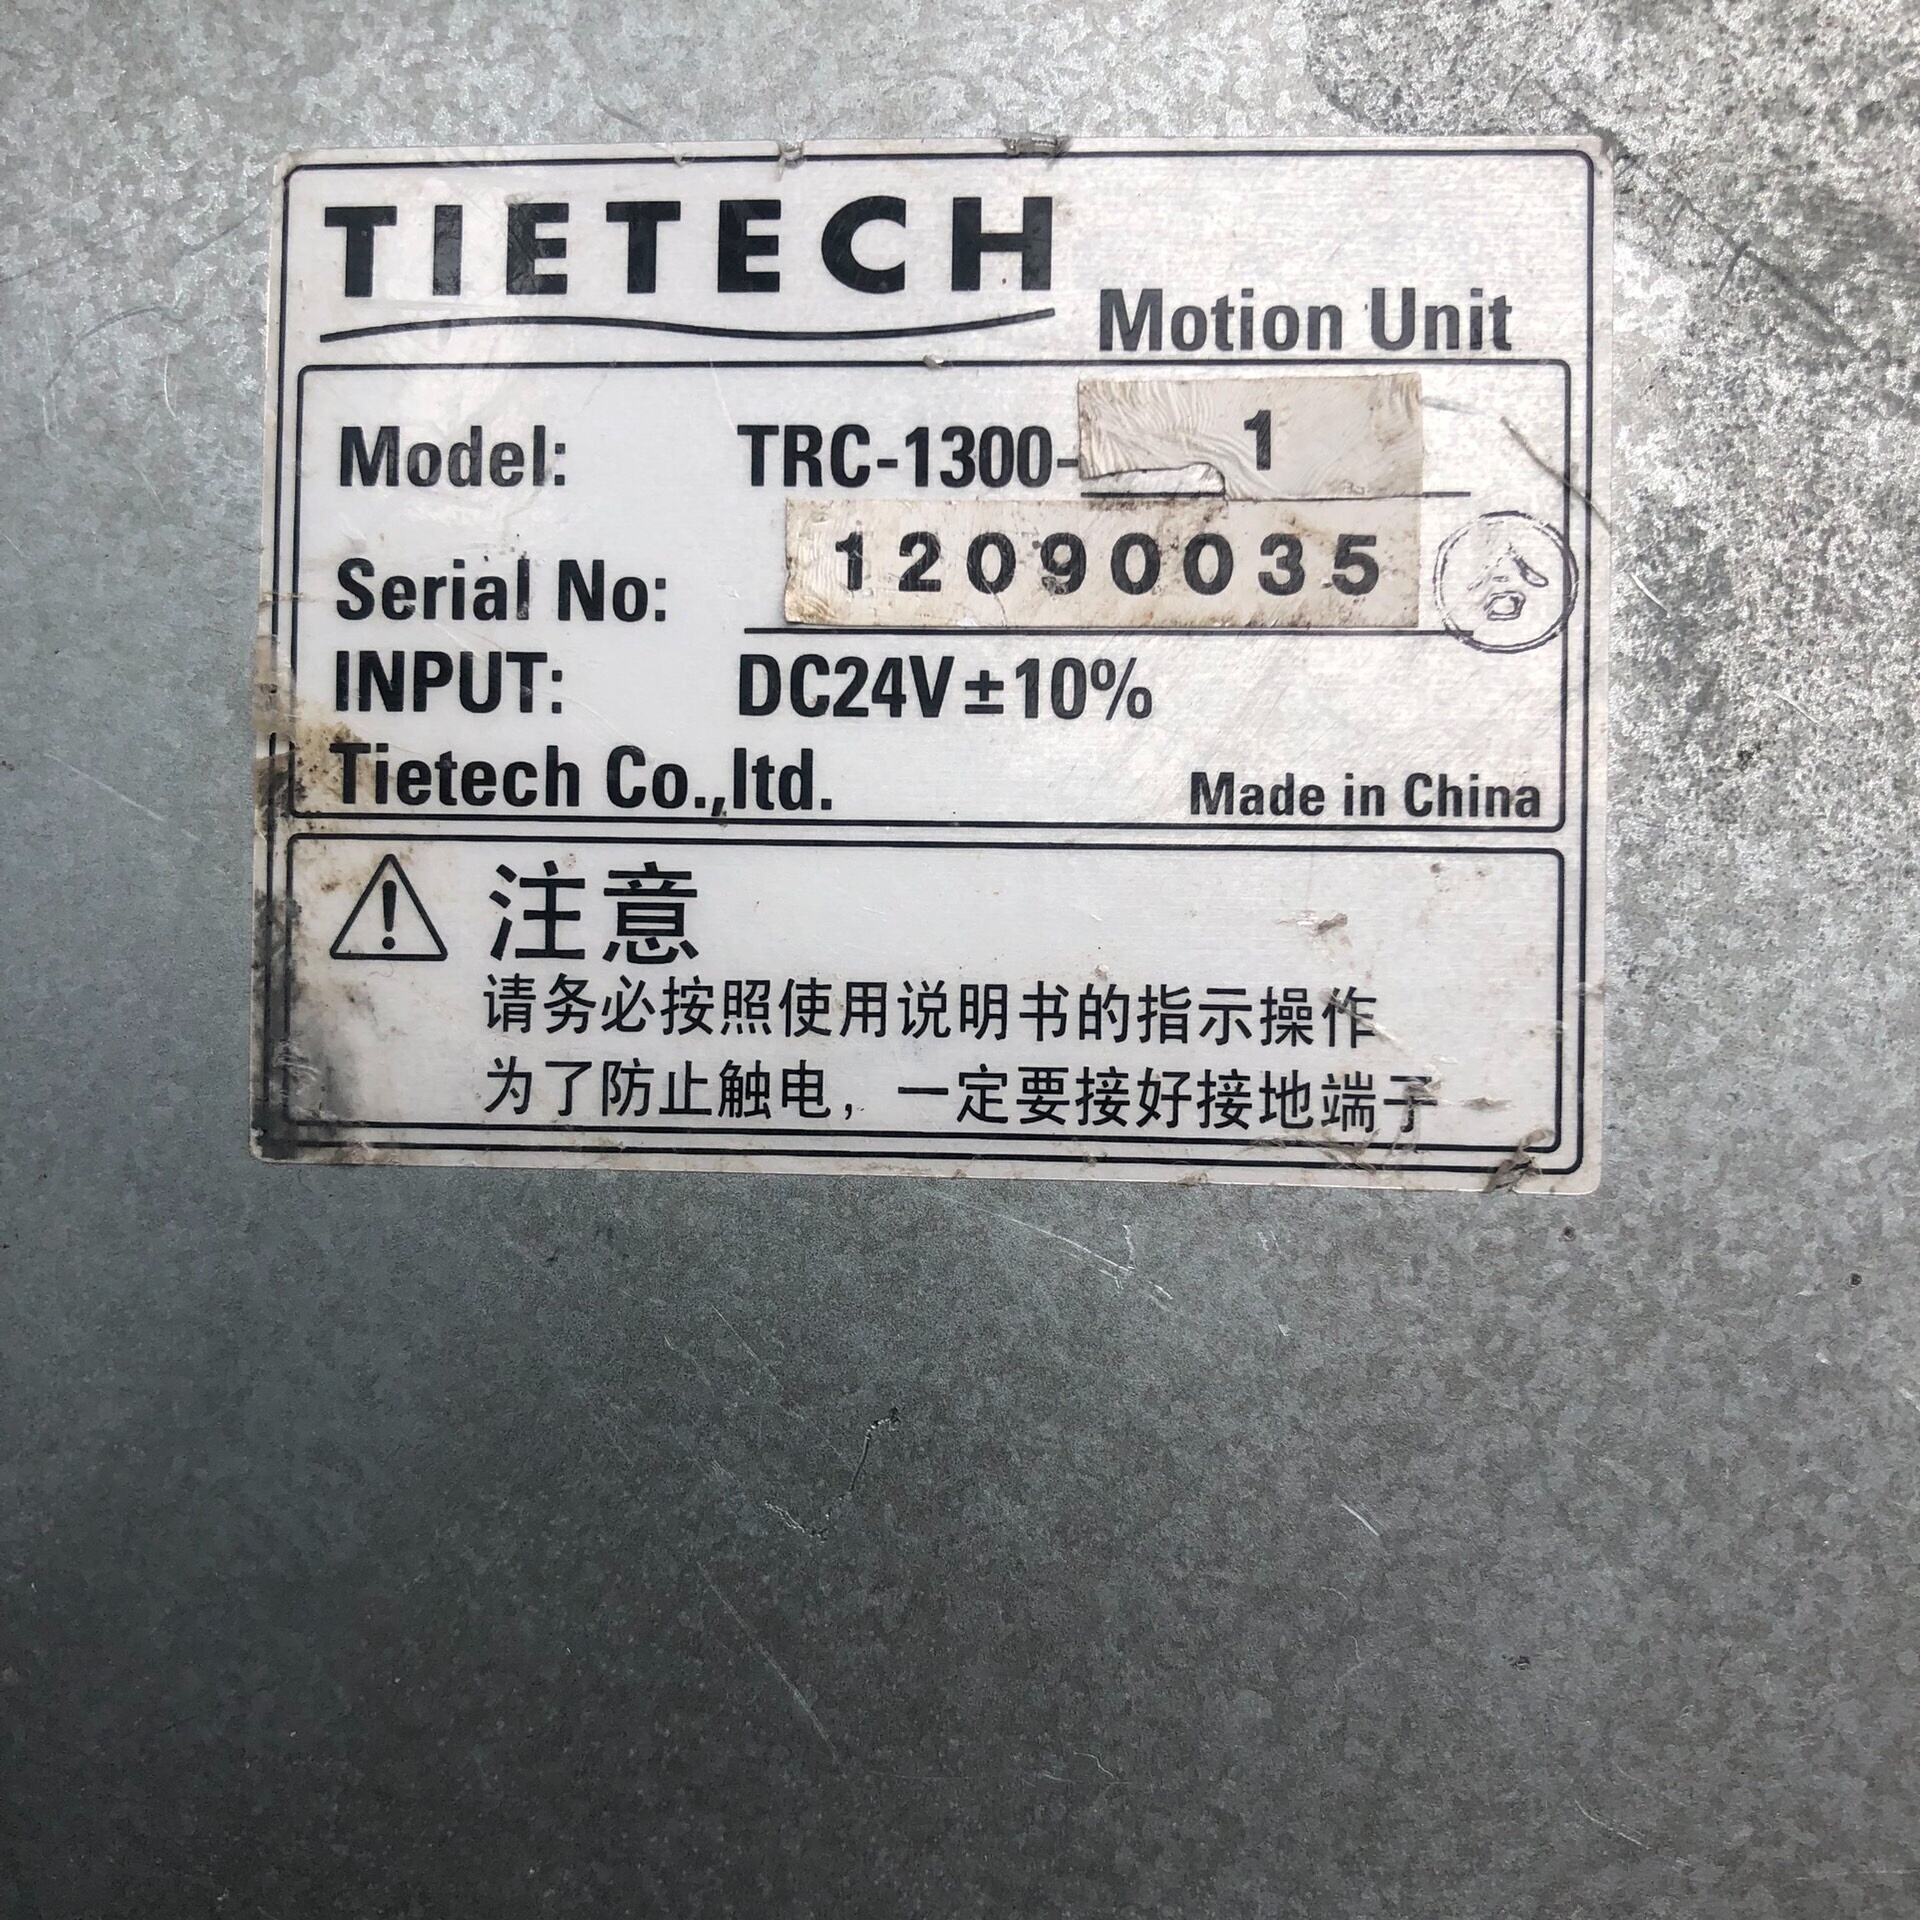 TIETECH
Motion Unit
Model: TRC-1300- 1
Serial No: 12090035
INPUT: DC24V±10%
Tietech Co.,ltd. Made in China
注意
请务必按照使用说明书的指示操作
为了防止触电，一定要接好接地端子